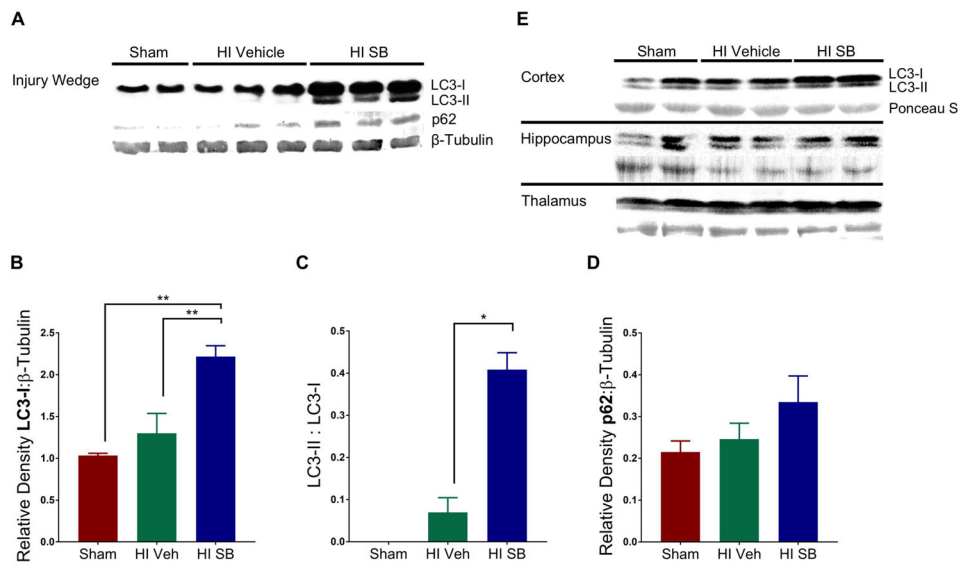 A
Sham HI Vehicle HI SB
Injury Wedge
LC3-I
LC3-II
p62
β-Tubulin
E
Sham HI Vehicle HI SB
Cortex
LC3-I
LC3-II
Ponceau S
Hippocampus
Thalamus
B
** 
**
Relative Density LC3-I:β-Tubulin
2.5
2.0
1.5
1.0
0.5
0.0
Sham HI Veh HI SB
C
*
LC3-II : LC3-I
0.5
0.4
0.3
0.2
0.1
0.0
Sham HI Veh HI SB
D
Relative Density p62:β-Tubulin
0.5
0.4
0.3
0.2
0.1
0.0
Sham HI Veh HI SB